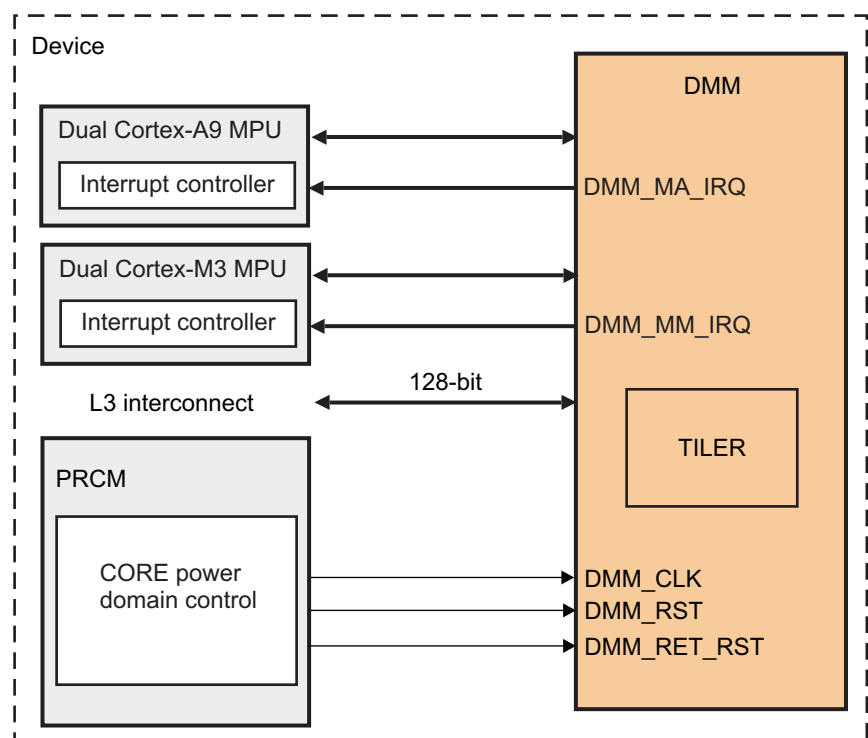 Device
DMM
Dual Cortex-A9 MPU
Interrupt controller
DMM_MA_IRQ
Dual Cortex-M3 MPU
Interrupt controller
DMM_MM_IRQ
128-bit
L3 interconnect
TILER
PRCM
CORE power
domain control
DMM_CLK
DMM_RST
DMM_RET_RST